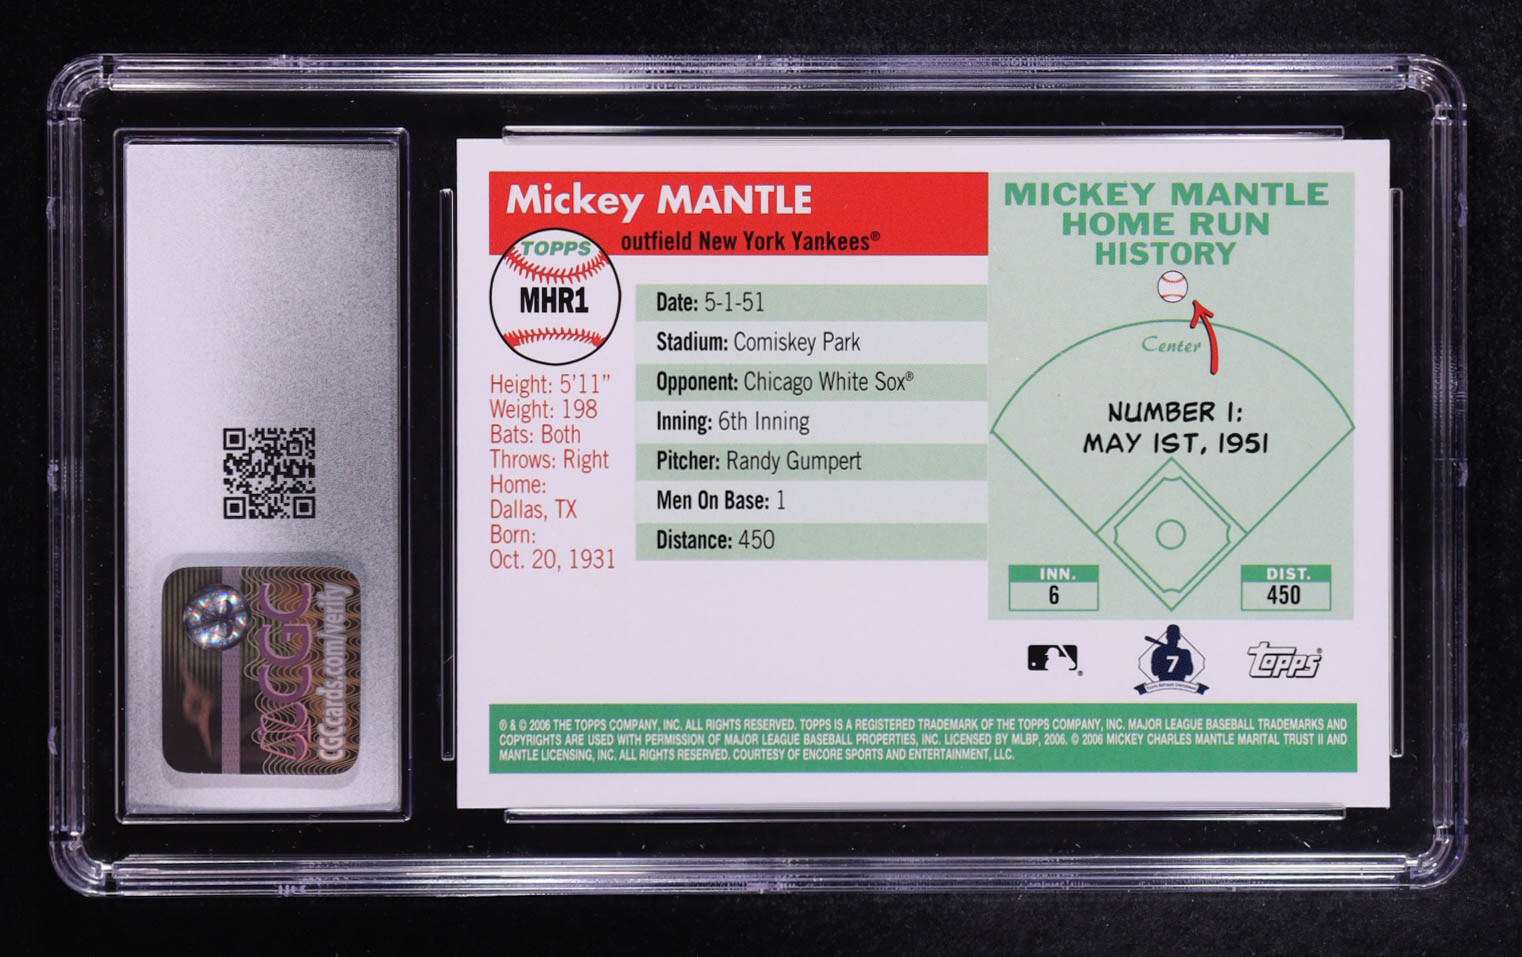 Mickey MANTLE
outfield New York Yankees®
TOPPS
MHR1
Height: 5'11"
Weight: 198
Bats: Both
Throws: Right
Home:
Dallas, TX
Born:
Oct. 20, 1931
Date: 5-1-51
Stadium: Comiskey Park
Opponent: Chicago White Sox®
Inning: 6th Inning
Pitcher: Randy Gumpert
Men On Base: 1
Distance: 450
MICKEY MANTLE
HOME RUN
HISTORY
Center
NUMBER 1:
MAY 1ST, 1951
INN.
6
DIST.
450
7
topps®
® & © 2006 THE TOPPS COMPANY, INC. ALL RIGHTS RESERVED. TOPPS IS A REGISTERED TRADEMARK OF THE TOPPS COMPANY, INC. MAJOR LEAGUE BASEBALL TRADEMARKS AND
COPYRIGHTS ARE USED WITH PERMISSION OF MAJOR LEAGUE BASEBALL PROPERTIES, INC. LICENSED BY MLBP, 2006. © 2006 MICKEY CHARLES MANTLE MARITAL TRUST II AND
MANTLE LICENSING, INC. ALL RIGHTS RESERVED. COURTESY OF ENCORE SPORTS AND ENTERTAINMENT, LLC.
CGC
CGCcards.com/verify